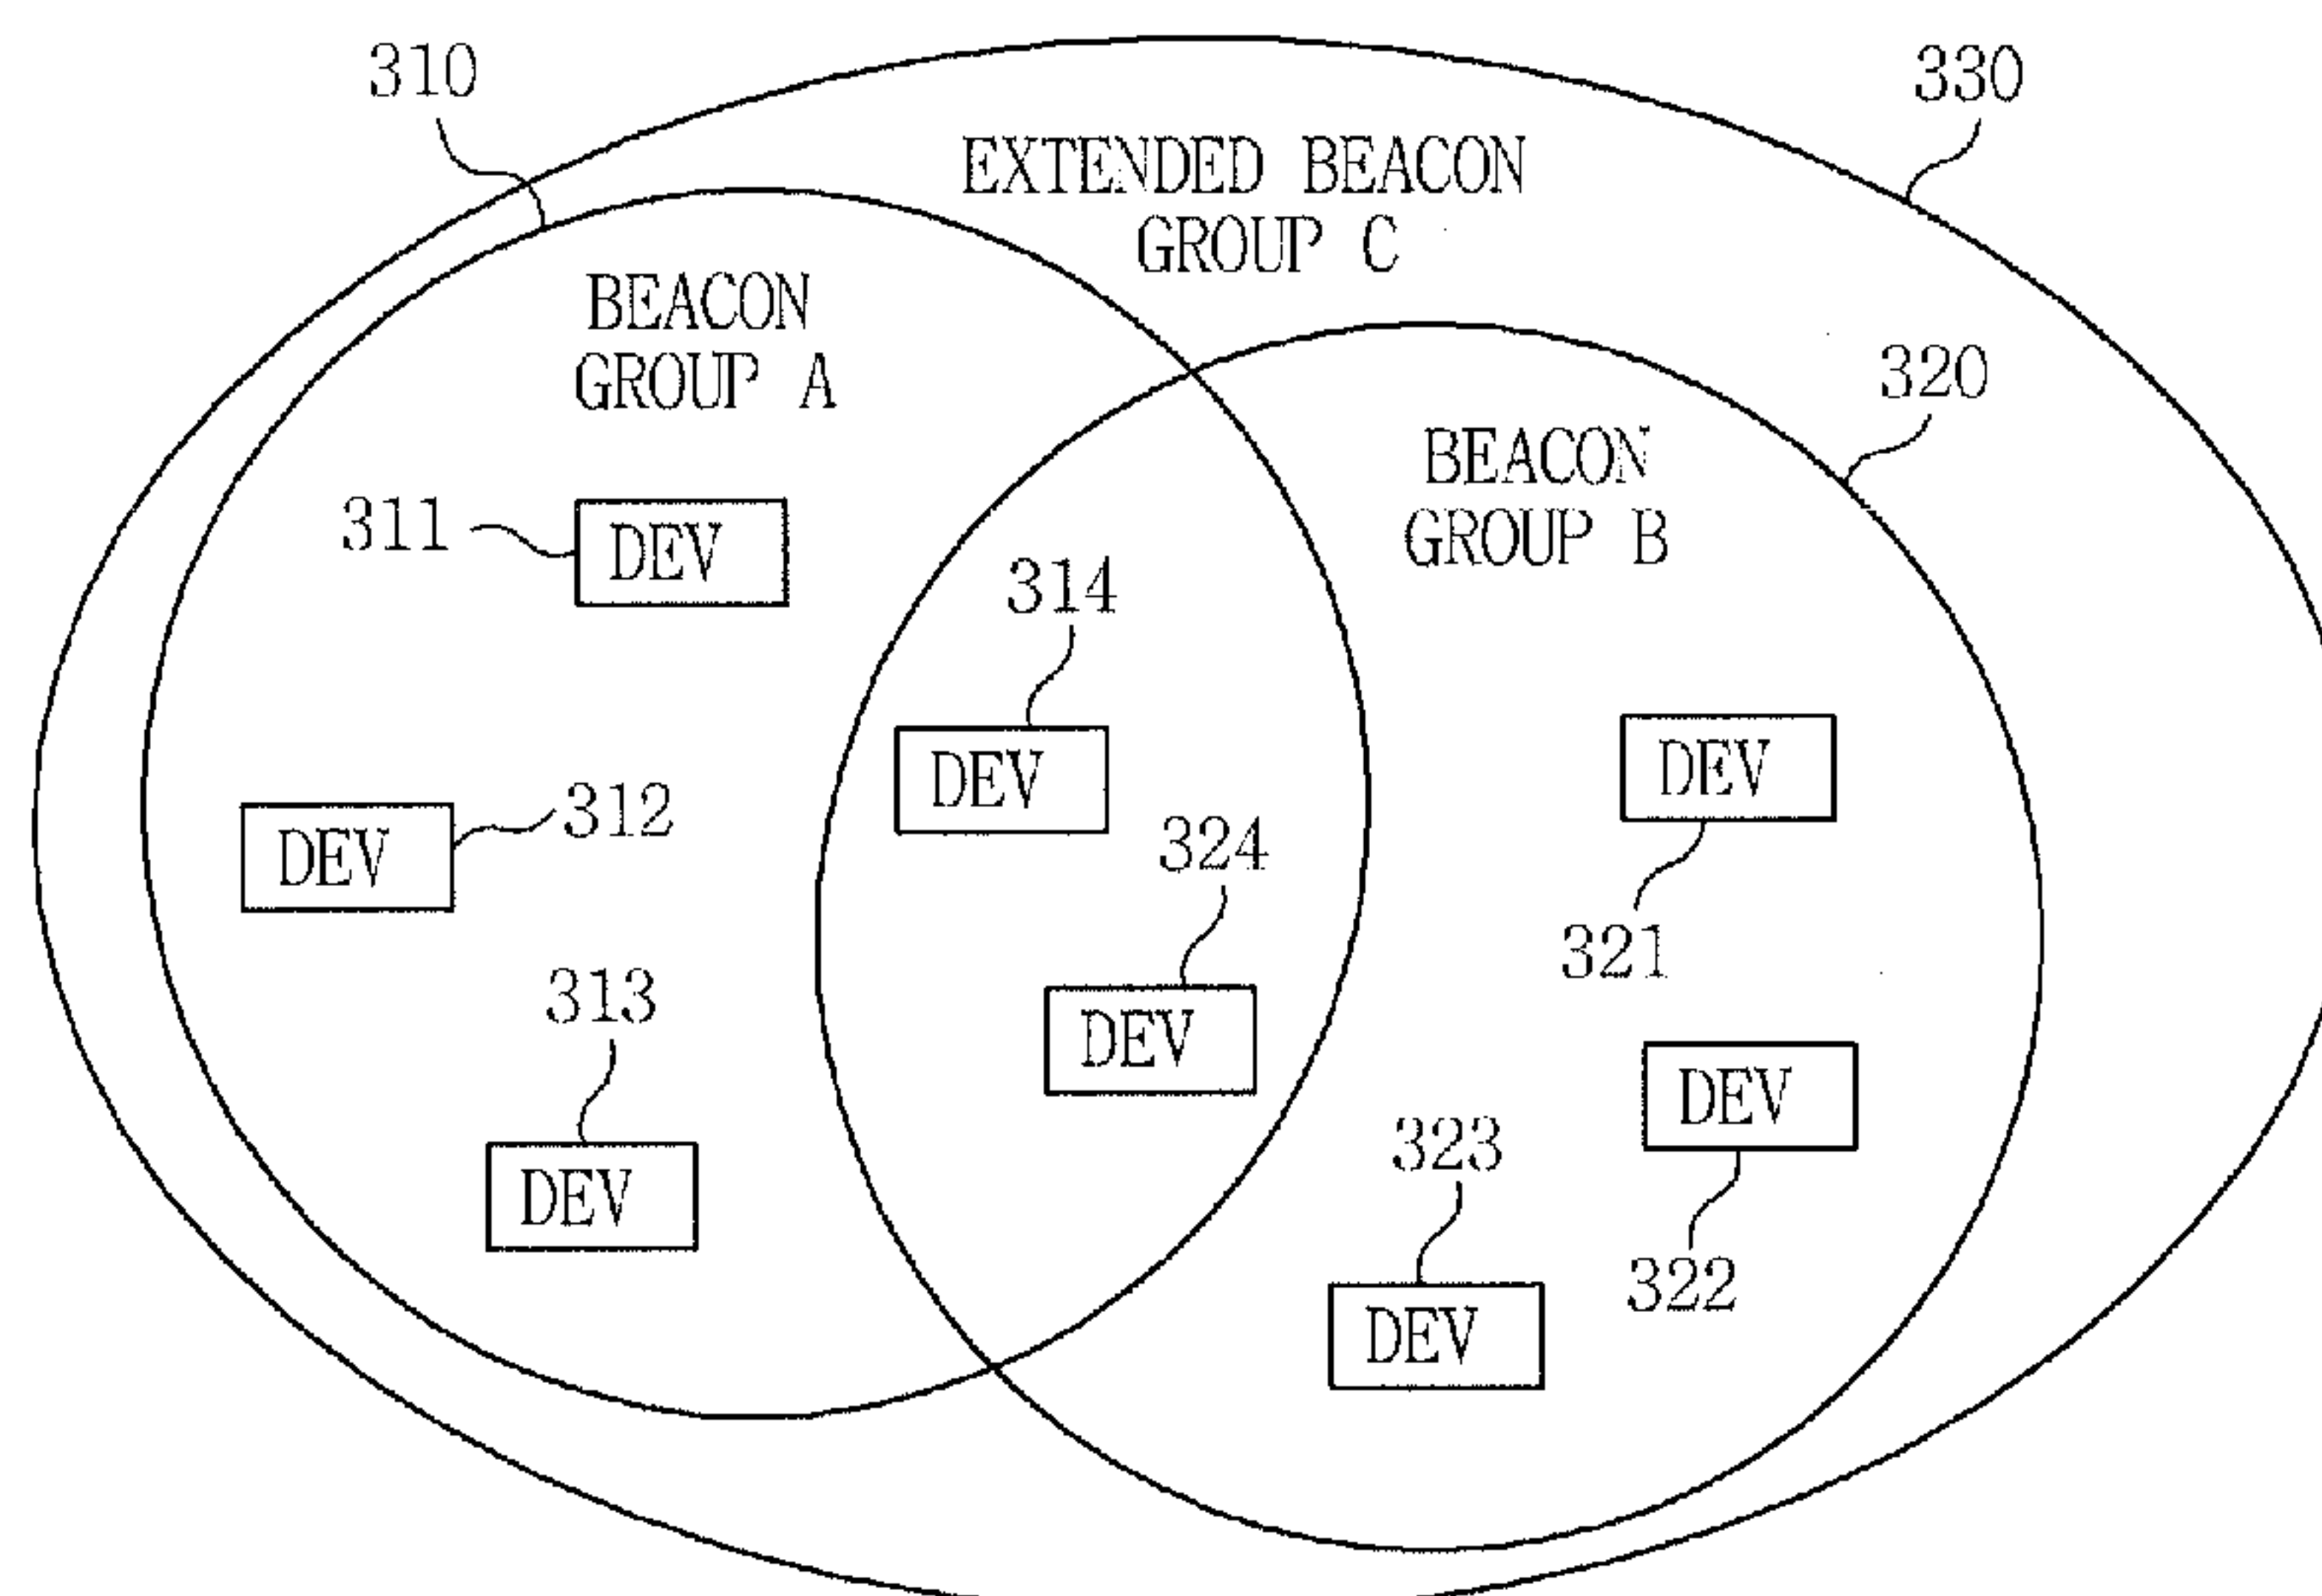 310
330
EXTENDED BEACON
GROUP C
BEACON
GROUP A
320
BEACON
GROUP B
311
DEV
314
DEV
DEV
312
DEV
324
321
313
DEV
DEV
DEV
323
322
DEV